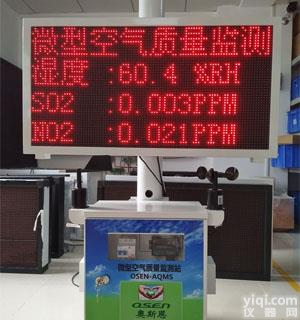 微型空气质量监测
湿度 :60.4 %RH
SO2 :0.003PPM
NO2 :0.021PPM
微型空气质量监测站
OSEN-AQMS
OSEN
奥斯恩
yiqi.com
仪器网